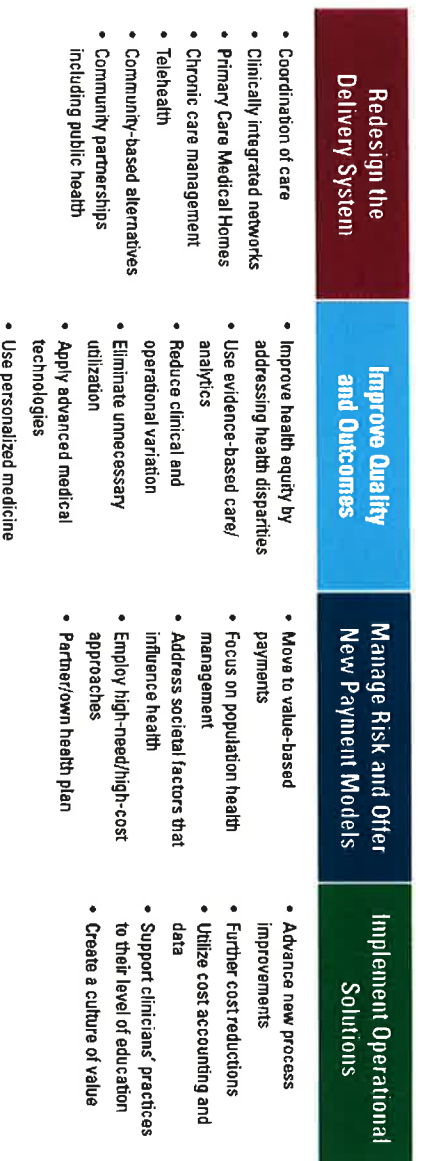 Redesign the
Delivery System
• Coordination of care
• Clinically integrated networks
• Primary Care Medical Homes
• Chronic care management
• Telehealth
• Community-based alternatives
• Community partnerships
including public health
Improve Quality
and Outcomes
• Improve health equity by
addressing health disparities
• Use evidence-based care/
analytics
• Reduce clinical and
operational variation
• Eliminate unnecessary
utilization
• Apply advanced medical
technologies
• Use personalized medicine
Manage Risk and Offer
New Payment Models
• Move to value-based
payments
• Focus on population health
management
• Address societal factors that
influence health
• Employ high-need/high-cost
approaches
• Partner/own health plan
Implement Operational
Solutions
• Advance new process
improvements
• Further cost reductions
• Utilize cost accounting and
data
• Support clinicians' practices
to their level of education
• Create a culture of value